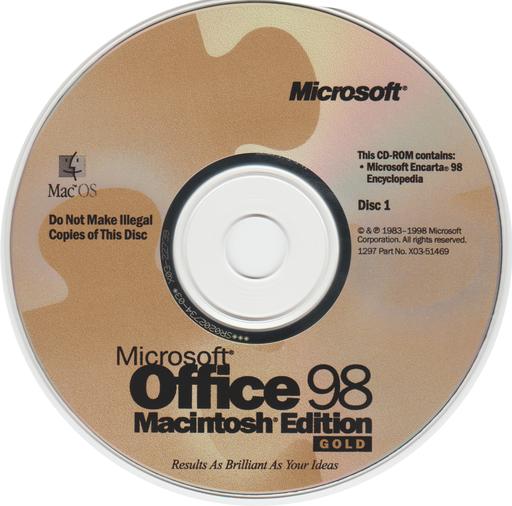 Microsoft®
This CD-ROM contains:
• Microsoft Encarta® 98
Encyclopedia
Disc 1
Mac™OS
Do Not Make Illegal
Copies of This Disc
© & ℗ 1983–1998 Microsoft
Corporation. All rights reserved.
1297 Part No. X03-51469
Microsoft®
Office 98
Macintosh® Edition
GOLD
Results As Brilliant As Your Ideas